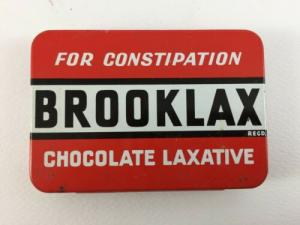 FOR CONSTIPATION
BROOKLAX
REGD.
CHOCOLATE LAXATIVE